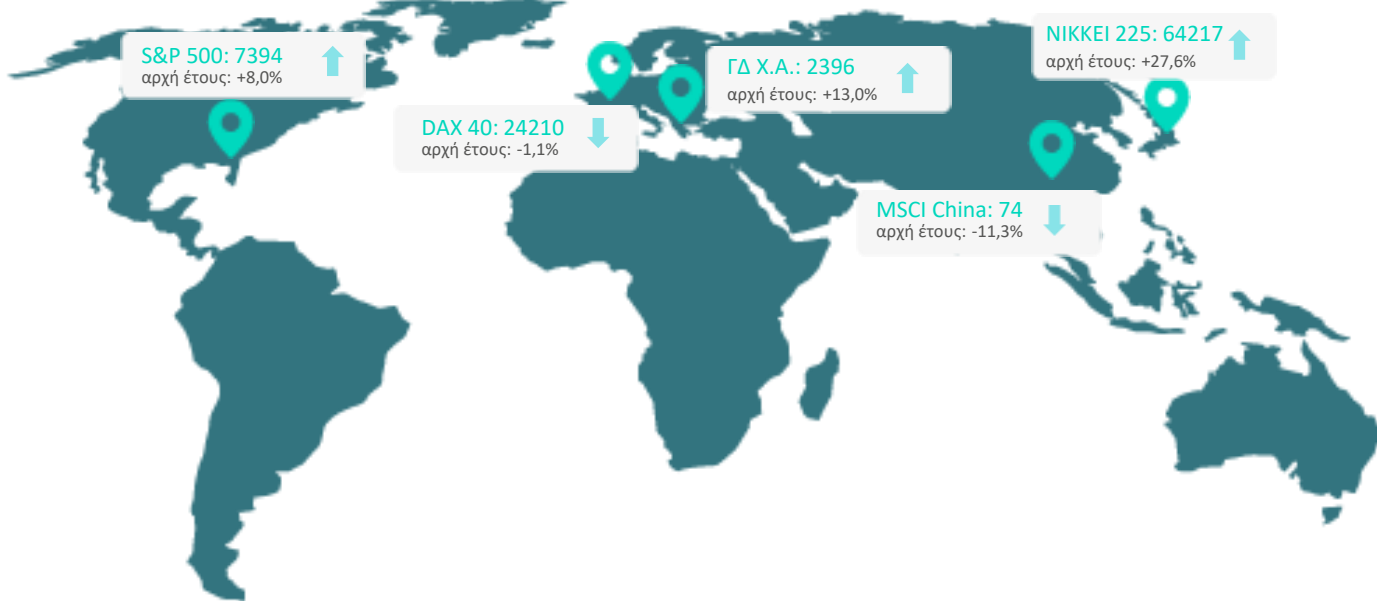 S&P 500: 7394
αρχή έτους: +8,0%
DAX 40: 24210
αρχή έτους: -1,1%
ΓΔ Χ.Α.: 2396
αρχή έτους: +13,0%
NIKKEI 225: 64217
αρχή έτους: +27,6%
MSCI China: 74
αρχή έτους: -11,3%